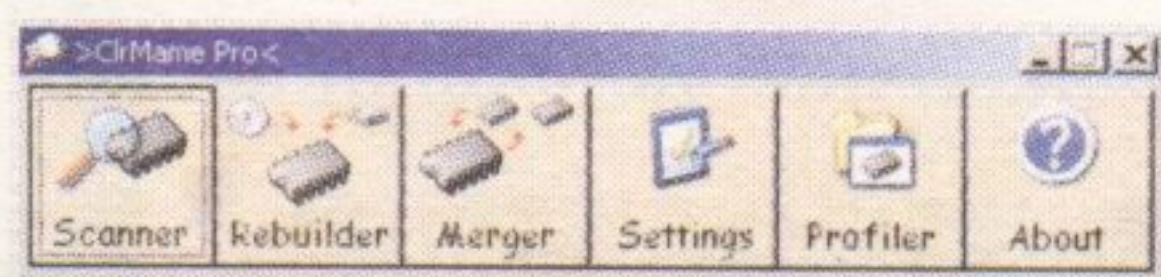 >ClrMame Pro<
Scanner Rebuilder Merger Settings Profiler About